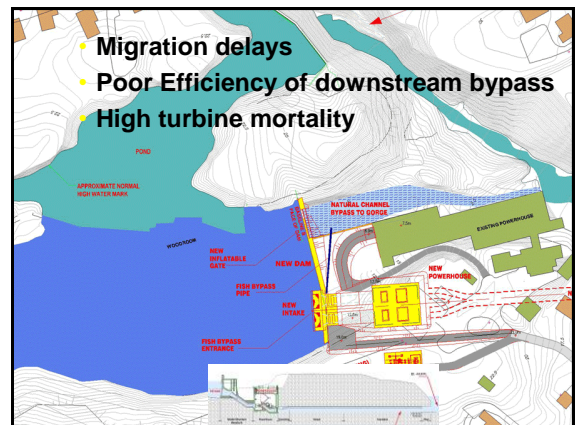 Migration delays
Poor Efficiency of downstream bypass
High turbine mortality
POND
APPROXIMATE NORMAL
HIGH WATER MARK
WOODROOM
NATURAL CHANNEL
BYPASS TO GORGE
EXISTING POWERHOUSE
NEW
INFLATABLE
GATE
NEW DAM
NEW
POWERHOUSE
FISH BYPASS
PIPE
NEW
INTAKE
FISH BYPASS
ENTRANCE